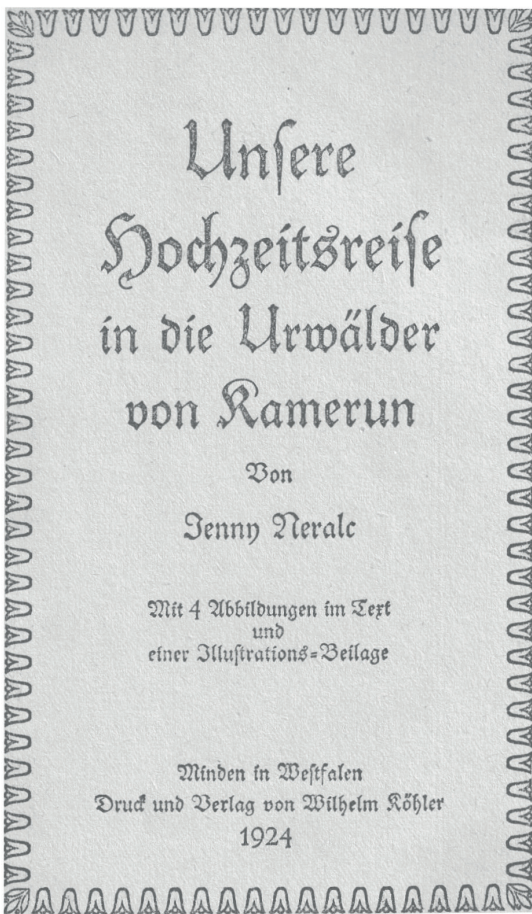 Unsere
Hochzeitsreise
in die Urwälder
von Kamerun
Von
Jenny Neralc
Mit 4 Abbildungen im Text
und
einer Illustrations-Beilage
Minden in Westfalen
Druck und Verlag von Wilhelm Köhler
1924